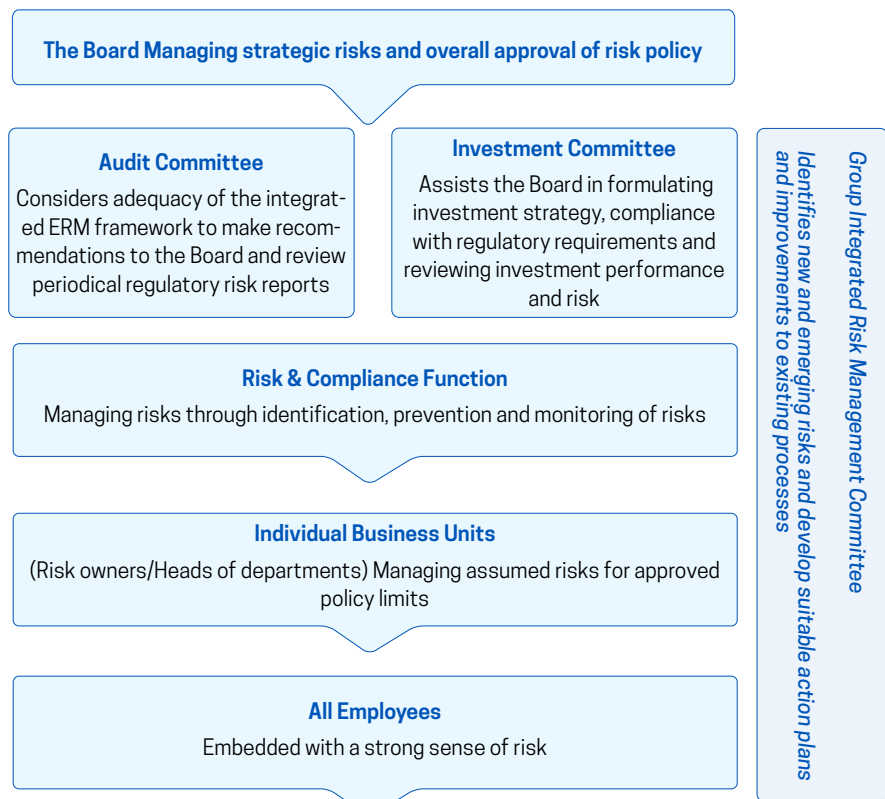 The Board Managing strategic risks and overall approval of risk policy
Audit Committee
Considers adequacy of the integrat-
ed ERM framework to make recom-
mendations to the Board and review
periodical regulatory risk reports
Investment Committee
Assists the Board in formulating
investment strategy, compliance
with regulatory requirements and
reviewing investment performance
and risk
Risk & Compliance Function
Managing risks through identification, prevention and monitoring of risks
Individual Business Units
(Risk owners/Heads of departments) Managing assumed risks for approved
policy limits
All Employees
Embedded with a strong sense of risk
Group Integrated Risk Management Committee
Identifies new and emerging risks and develop suitable action plans
and improvements to existing processes